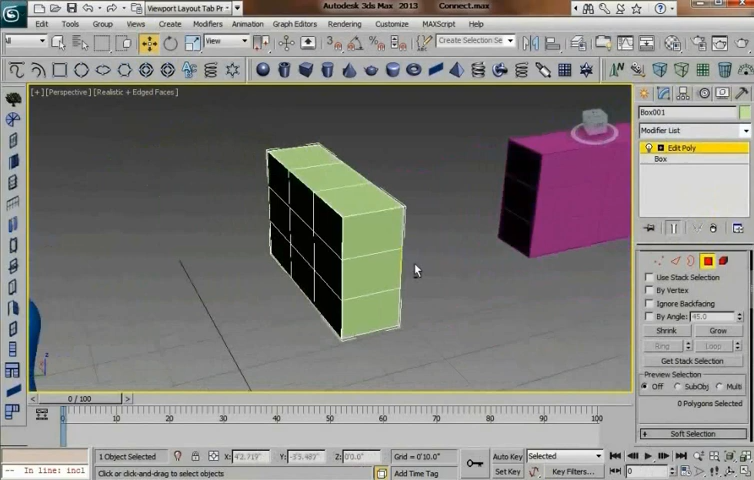 Viewport Layout Tab Pr
Autodesk 3ds Max 2013
Connect.max
Edit
Tools
Group
Views
Create
Modifiers
Animation
Graph Editors
Rendering
Customize
MAXScript
Help
All
View
Create Selection Se
[+] [Perspective] [Realistic + Edged Faces]
Box001
Modifier List
Edit Poly
Box
Use Stack Selection
By Vertex
Ignore Backfacing
By Angle: 45.0
Shrink
Grow
Ring
Loop
Get Stack Selection
Preview Selection
Off
SubObj
Multi
0 Polygons Selected
Soft Selection
0 / 100
0
10
20
30
40
50
60
70
80
90
100
1 Object Selected
X:
Y:
Z: 0'0.0"
Grid = 0'10.0"
Auto Key
Selected
-- In line: incl
Click or click-and-drag to select objects
Add Time Tag
Set Key
Key Filters...
0